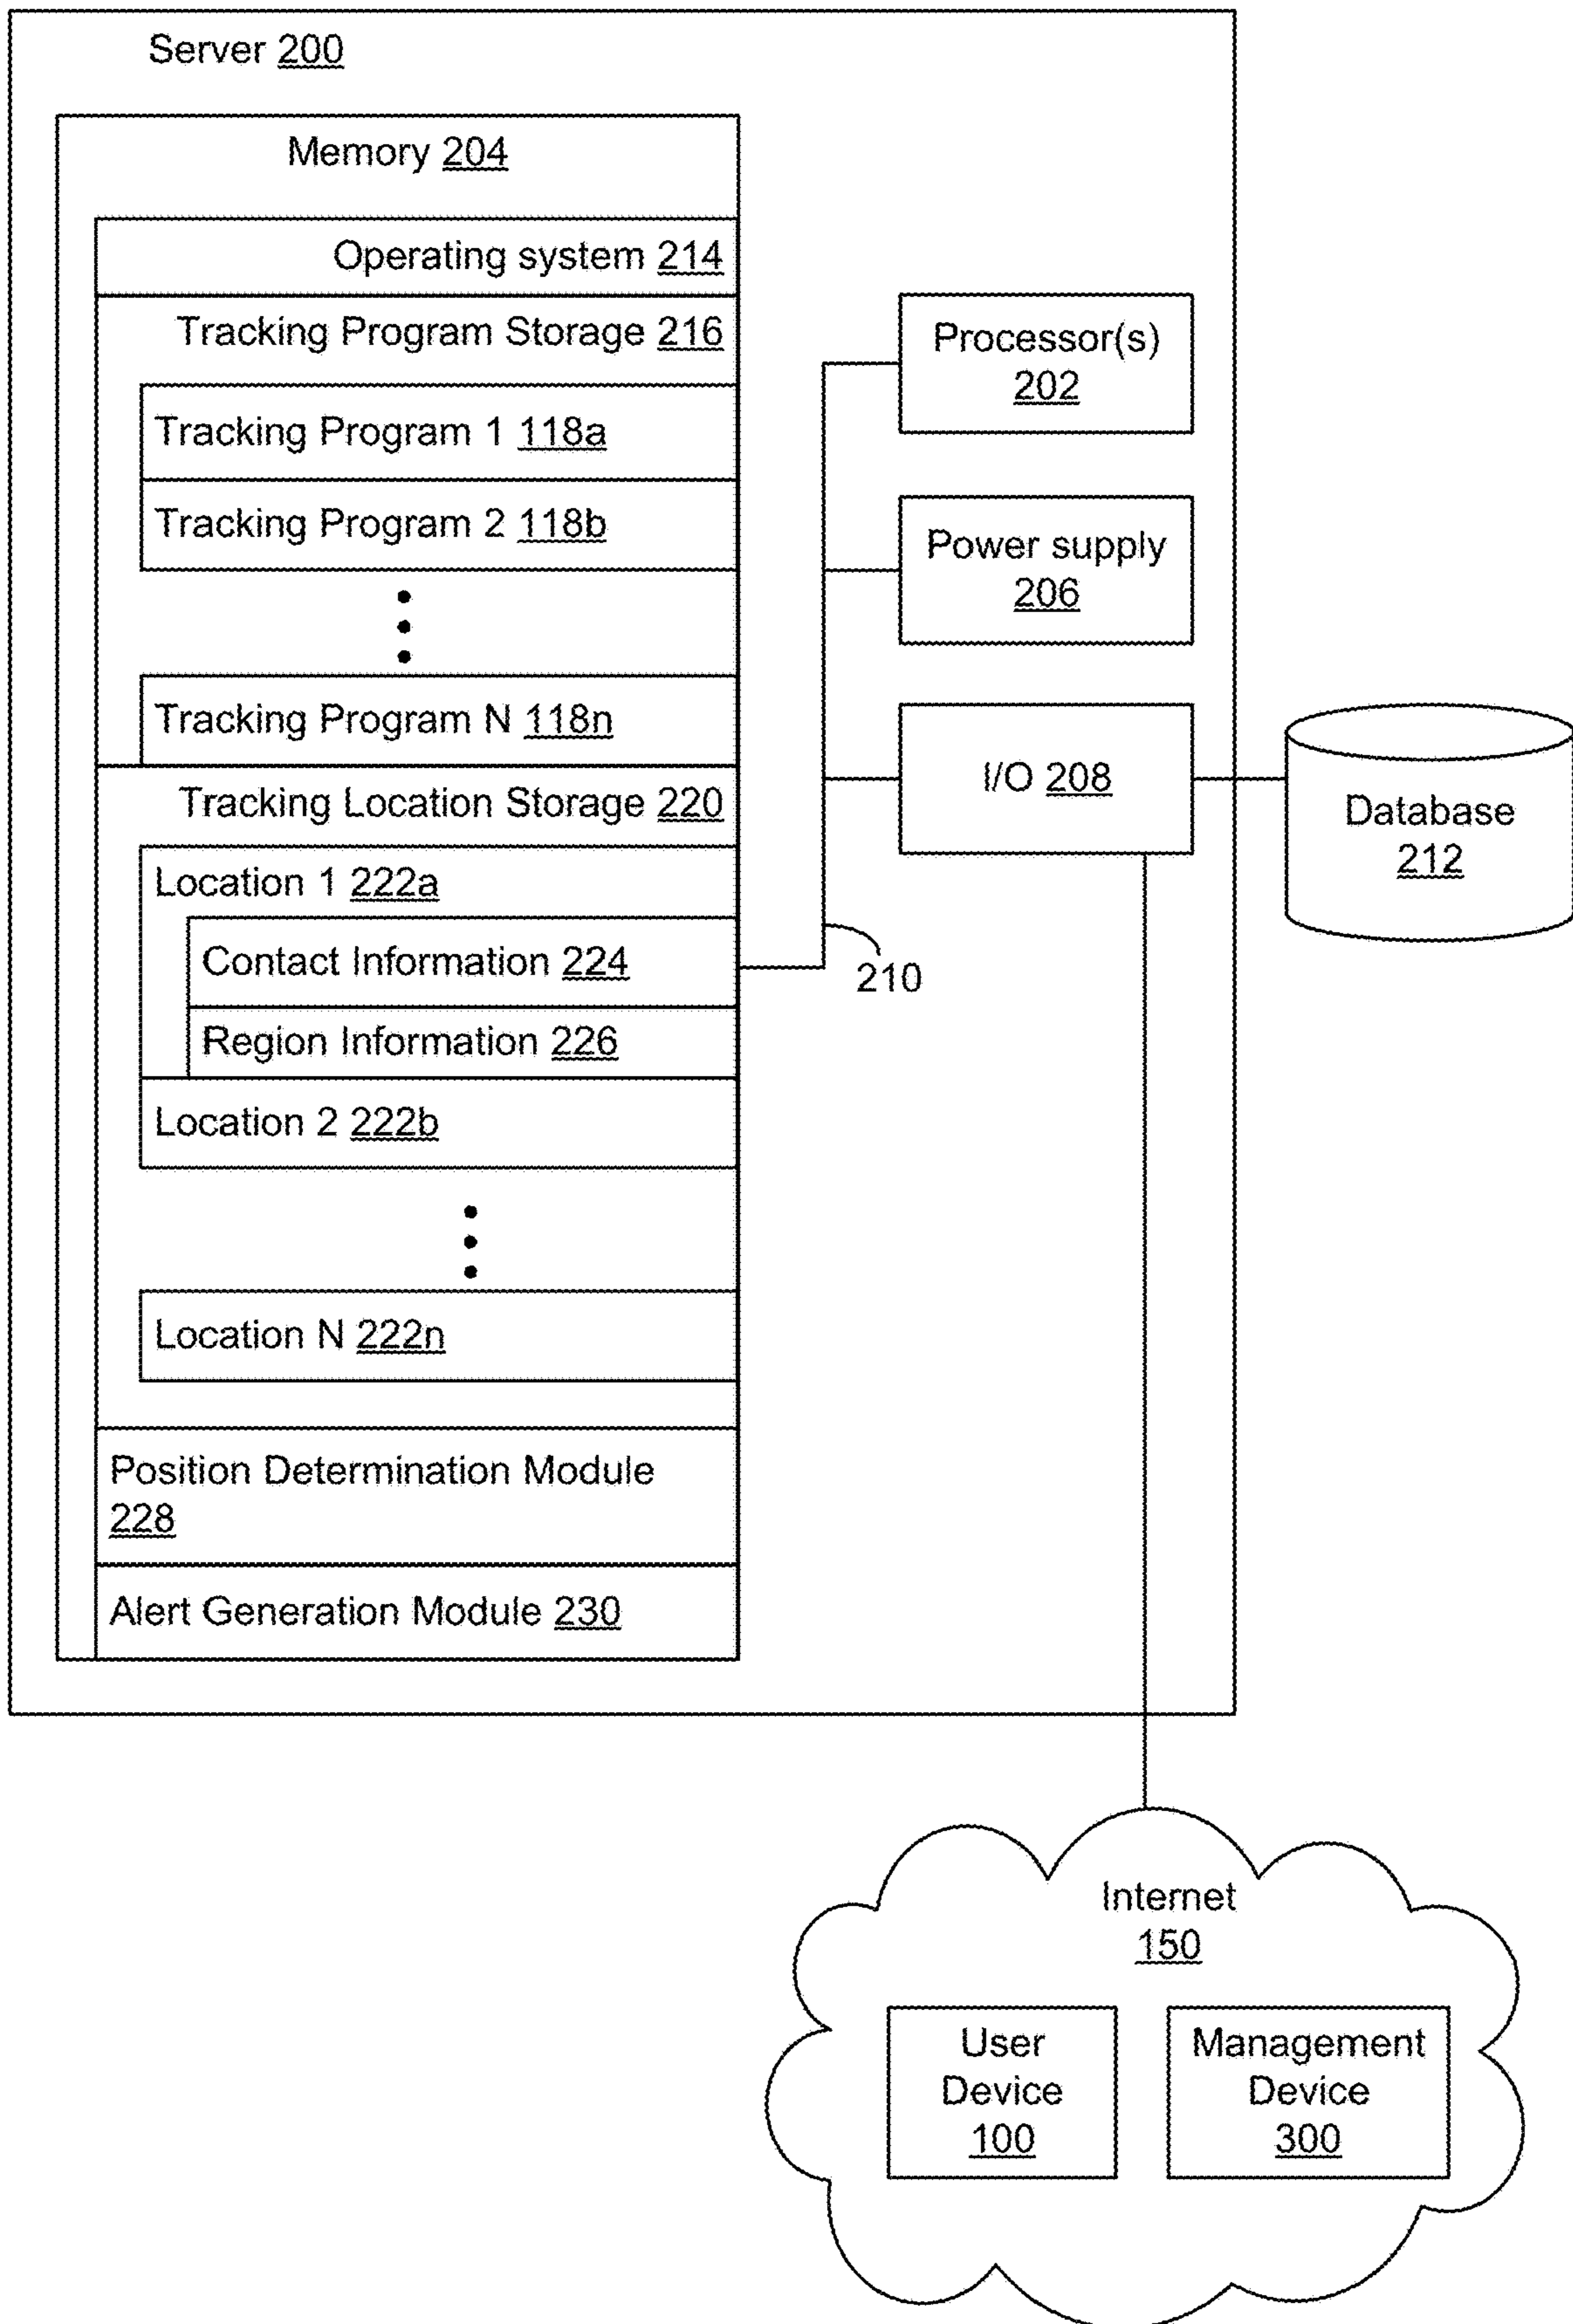 Server 200
Memory 204
Operating system 214
Tracking Program Storage 216
Tracking Program 1 118a
Tracking Program 2 118b
Tracking Program N 118n
Tracking Location Storage 220
Location 1 222a
Contact Information 224
Region Information 226
Location 2 222b
Location N 222n
Position Determination Module
228
Alert Generation Module 230
Processor(s)
202
Power supply
206
I/O 208
210
Database
212
Internet
150
User
Device
100
Management
Device
300